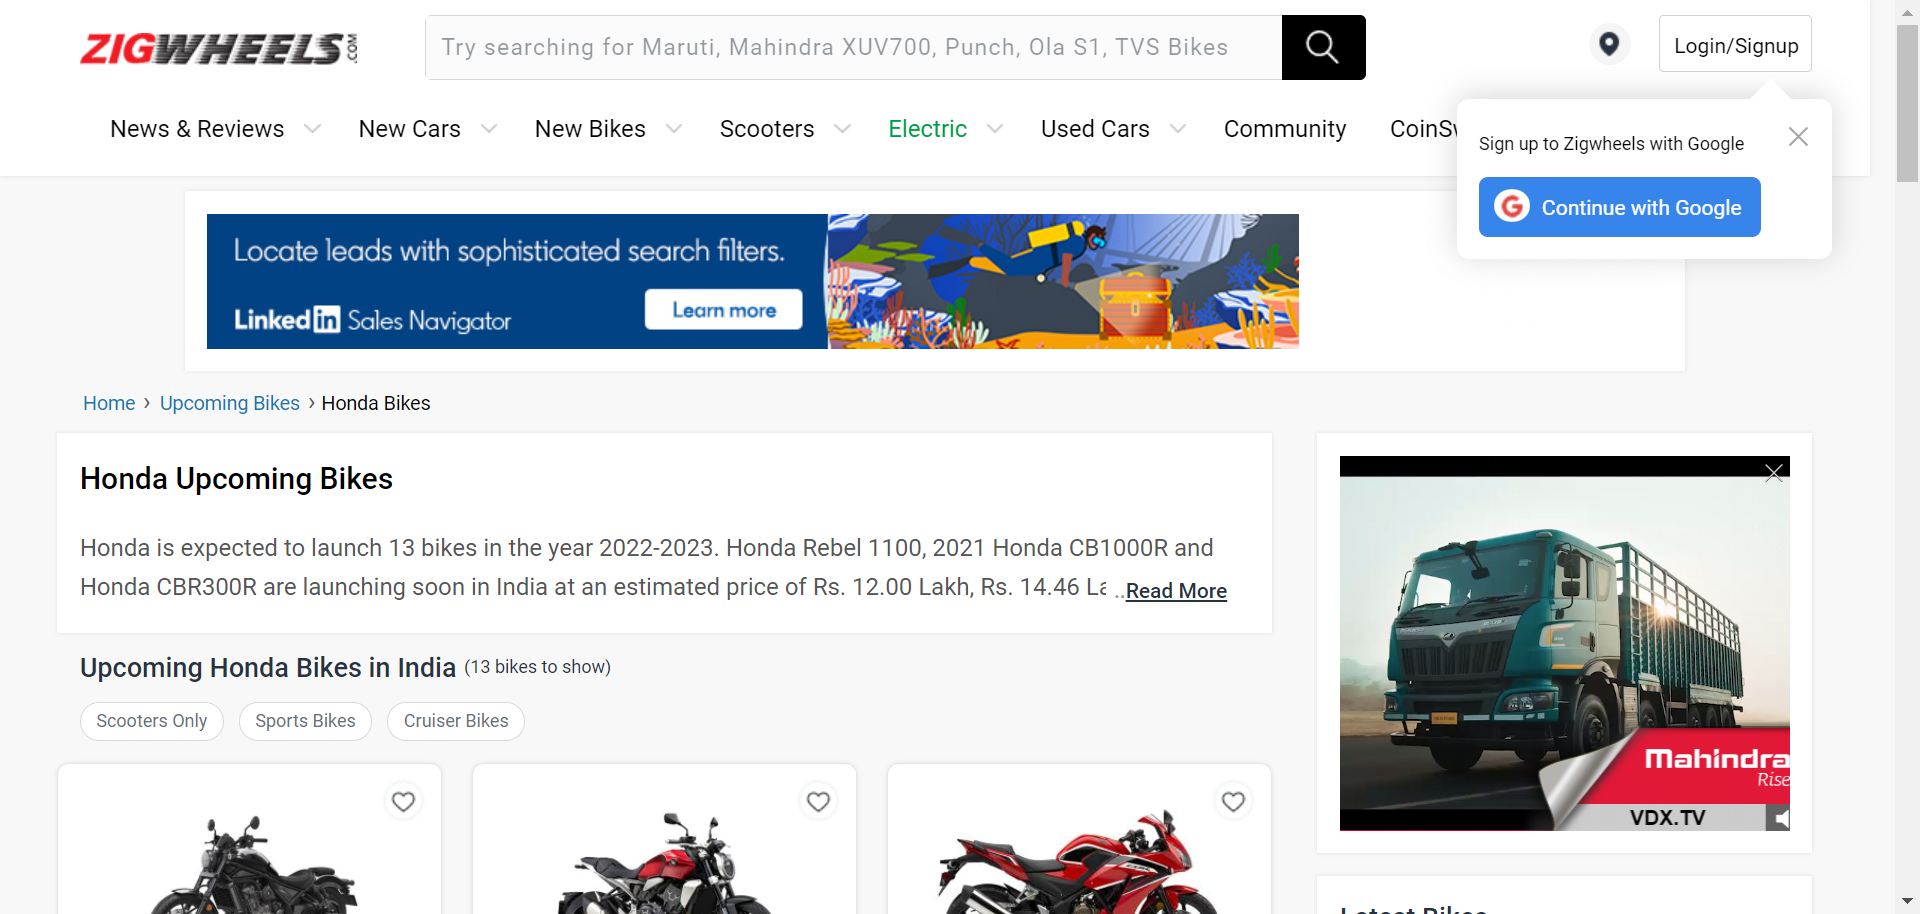 ZIGWHEELS.COM
Try searching for Maruti, Mahindra XUV700, Punch, Ola S1, TVS Bikes
Login/Signup
News & Reviews
New Cars
New Bikes
Scooters
Electric
Used Cars
Community
Sign up to Zigwheels with Google
Continue with Google
Locate leads with sophisticated search filters.
Linked in Sales Navigator
Learn more
Home › Upcoming Bikes › Honda Bikes
Honda Upcoming Bikes
Honda is expected to launch 13 bikes in the year 2022-2023. Honda Rebel 1100, 2021 Honda CB1000R and
Honda CBR300R are launching soon in India at an estimated price of Rs. 12.00 Lakh, Rs. 14.46 La ..Read More
Upcoming Honda Bikes in India (13 bikes to show)
Scooters Only
Sports Bikes
Cruiser Bikes
Mahindra
Rise
VDX.TV
Latest Bikes